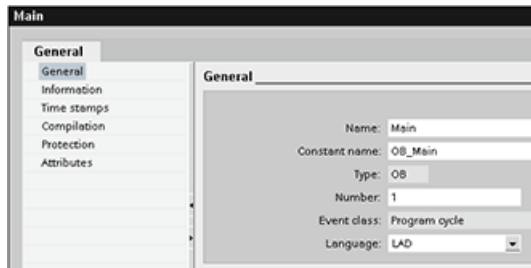 Main
General
General
Information
Time stamps
Compilation
Protection
Attributes
General
Name: Main
Constant name: OB_Main
Type: OB
Number: 1
Event class: Program cycle
Language: LAD